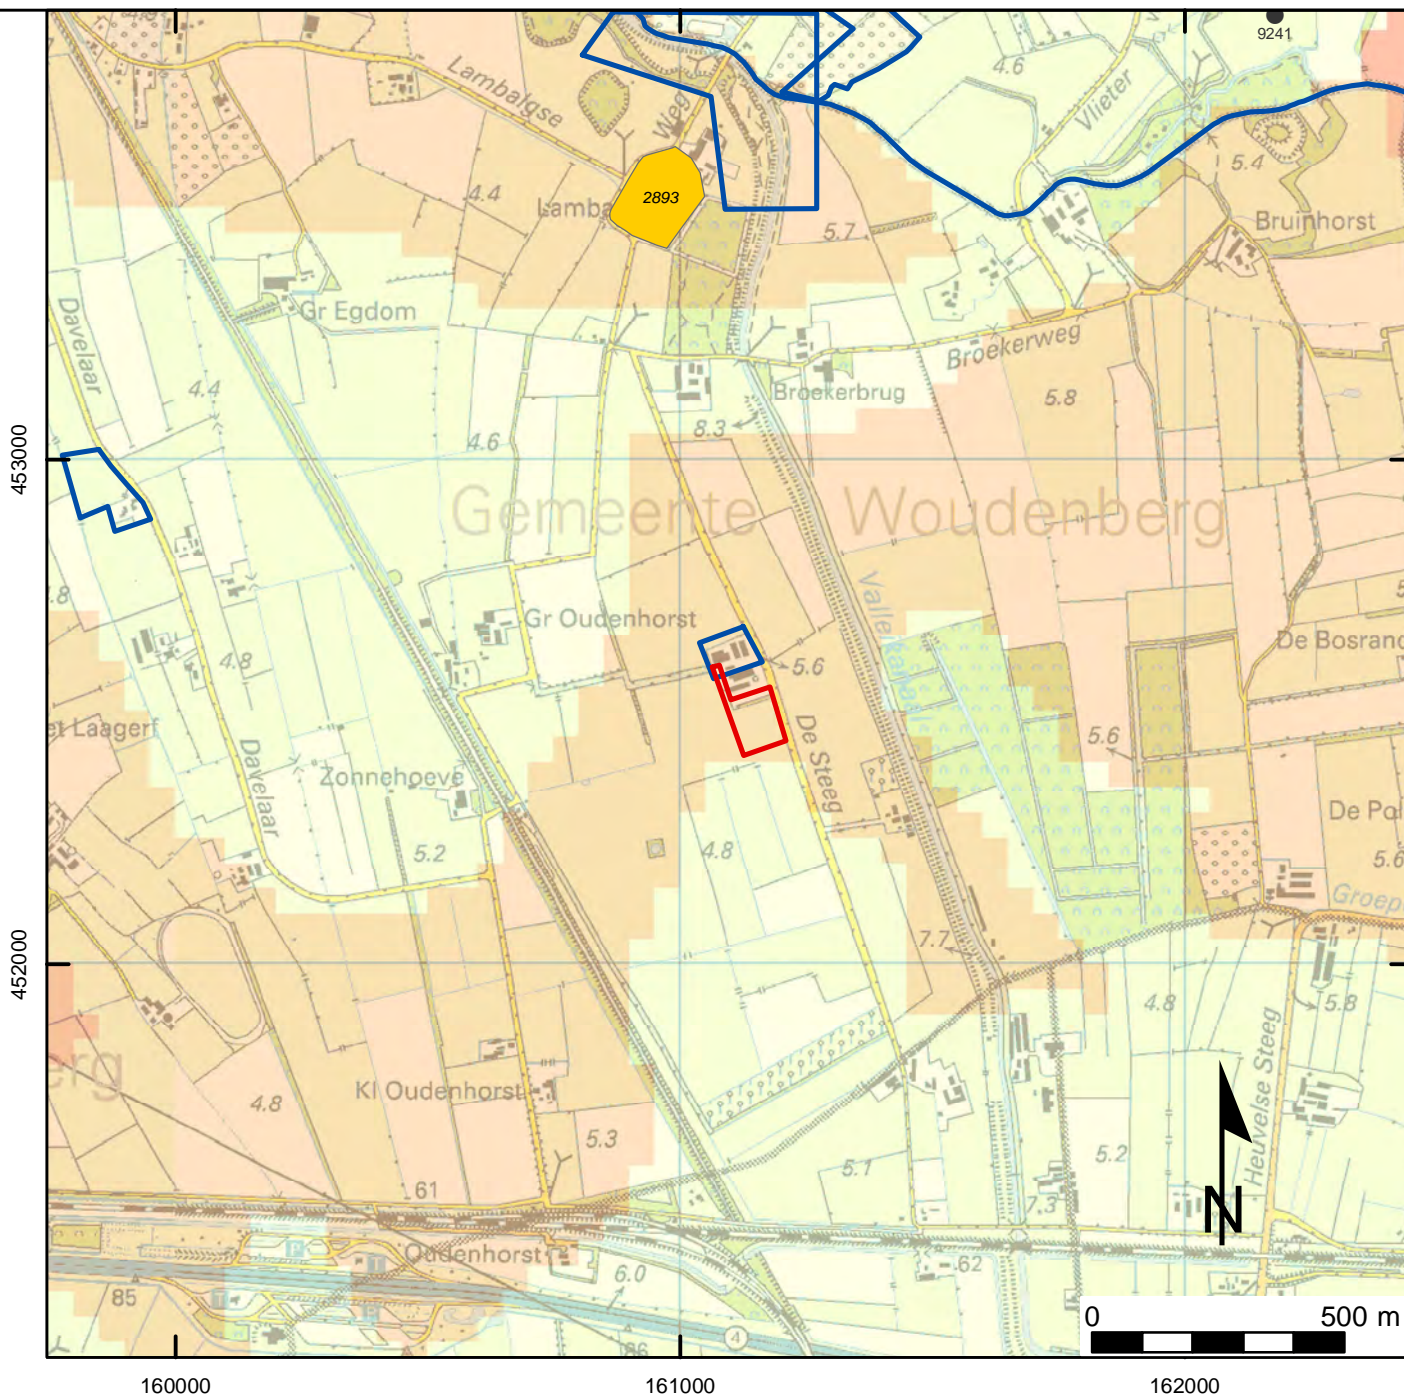 9241
Lambalgse
Weg
4.6
Vlieter
5.4
2893
4.4
Lamba
5.7
Bruinhorst
Davelaar
Gr Egdom
Broekerweg
4.4
Broekerbrug
5.8
4.6
8.3
453000
Gemeente Woudenberg
Gr Oudenhorst
5.6
De Bosrand
4.8
et Laagerf
De Steeg
5.6
Davelaar
Zonnehoeve
De Pol
5.2
4.8
5.6
Groep
7.7
452000
4.8
5.8
erg
Heuvelse Steeg
4.8
Kl Oudenhorst
5.3
5.1
5.2
61
7.3
N
Oudenhorst
6.0
62
85
4
86
0 500 m
160000 161000 162000